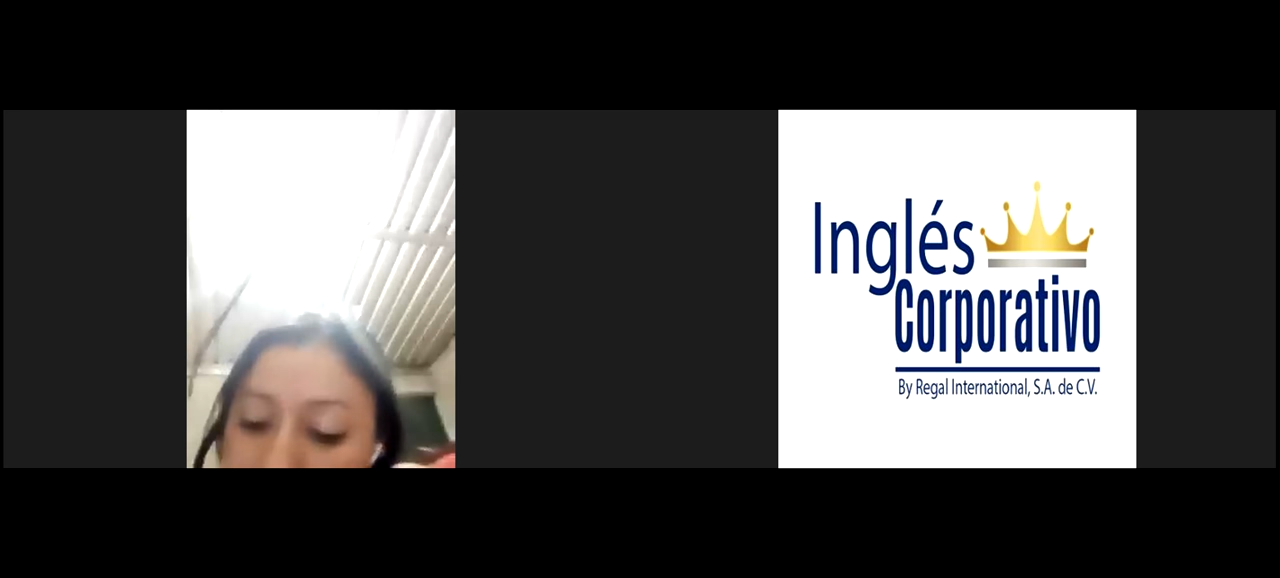 Inglés
Corporativo
By Regal International, S.A. de C.V.